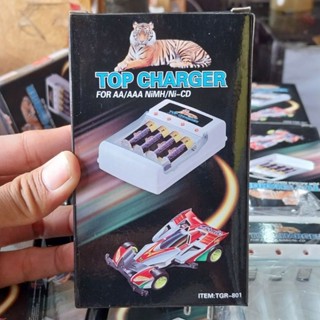 TOP CHARGER
FOR AA/AAA NiMH/Ni-CD
ITEM:TGR-801